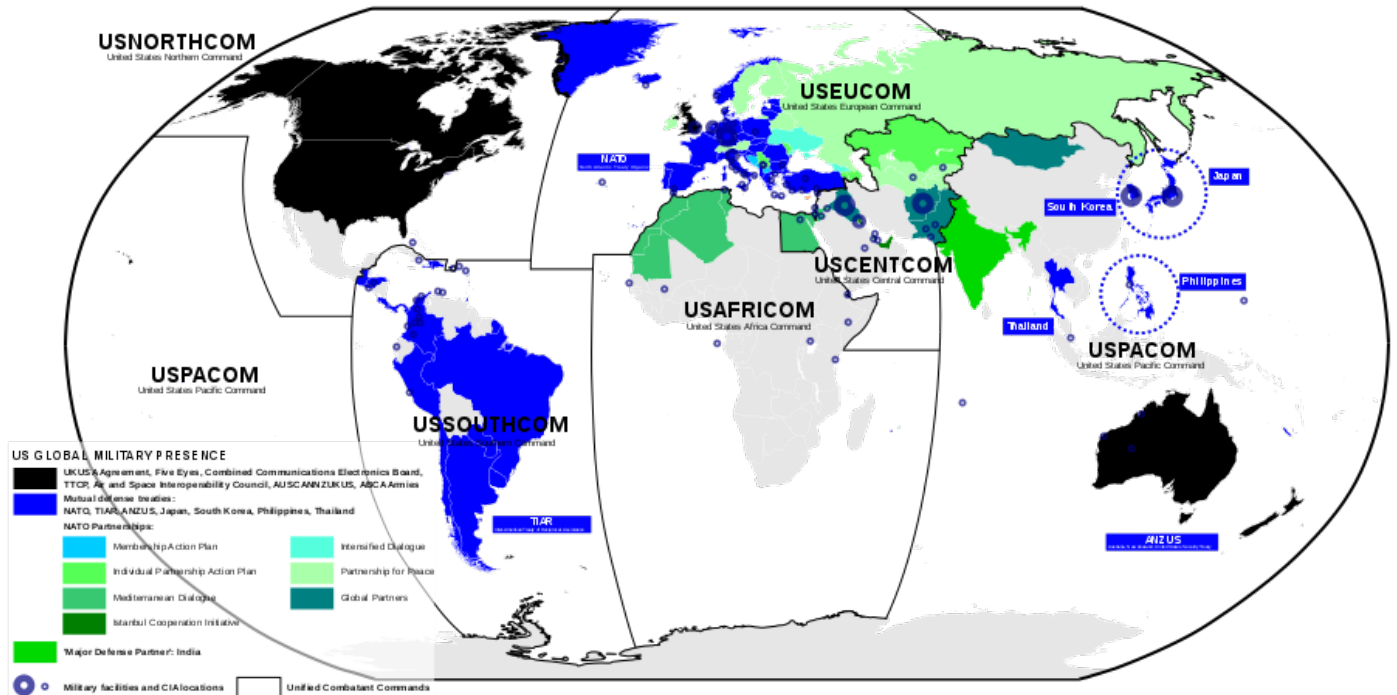 USNORTHCOM
United States Northern Command
USEUCOM
United States European Command
NATO
Japan
South Korea
USCENTCOM
United States Central Command
Philippines
USAFRICOM
United States Africa Command
Thailand
USPACOM
United States Pacific Command
USPACOM
United States Pacific Command
USSOUTHCOM
United States Southern Command
TIAR
ANZUS
US GLOBAL MILITARY PRESENCE
UKUSA Agreement, Five Eyes, Combined Communications Electronics Board,
TTCP, Air and Space Interoperability Council, AUSCANNZUKUS, ABCA Armies
Mutual defense treaties:
NATO, TIAR, ANZUS, Japan, South Korea, Philippines, Thailand
NATO Partnerships:
Membership Action Plan
Intensified Dialogue
Individual Partnership Action Plan
Partnership for Peace
Mediterranean Dialogue
Global Partners
Istanbul Cooperation Initiative
'Major Defense Partner': India
Military facilities and CIA locations
Unified Combatant Commands